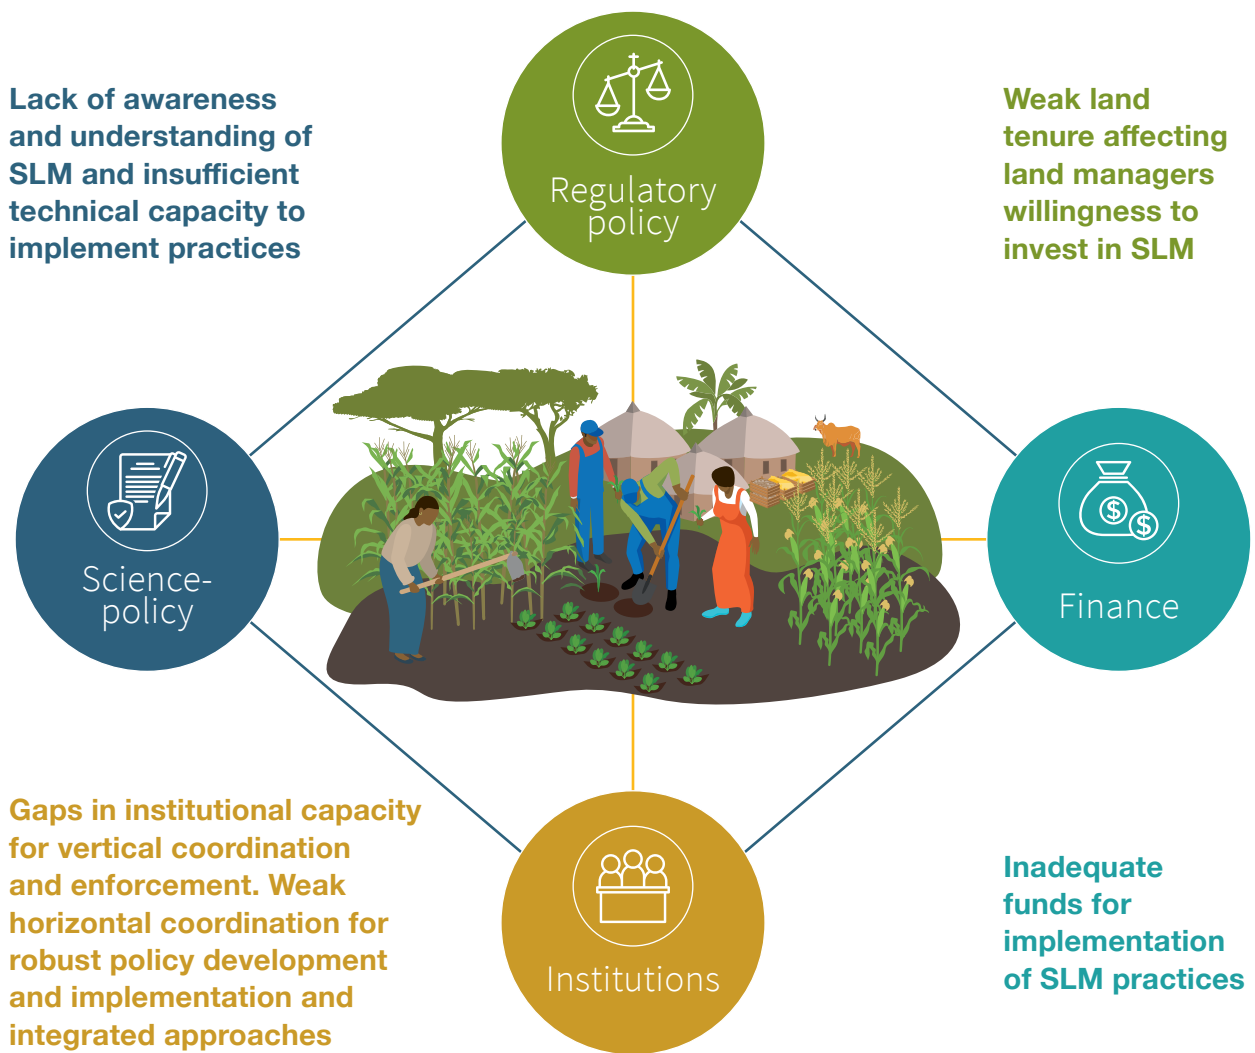 Lack of awareness
and understanding of
SLM and insufficient
technical capacity to
implement practices
Regulatory
policy
Weak land
tenure affecting
land managers
willingness to
invest in SLM
Science-
policy
$
$
Finance
Gaps in institutional capacity
for vertical coordination
and enforcement. Weak
horizontal coordination for
robust policy development
and implementation and
integrated approaches
Institutions
Inadequate
funds for
implementation
of SLM practices